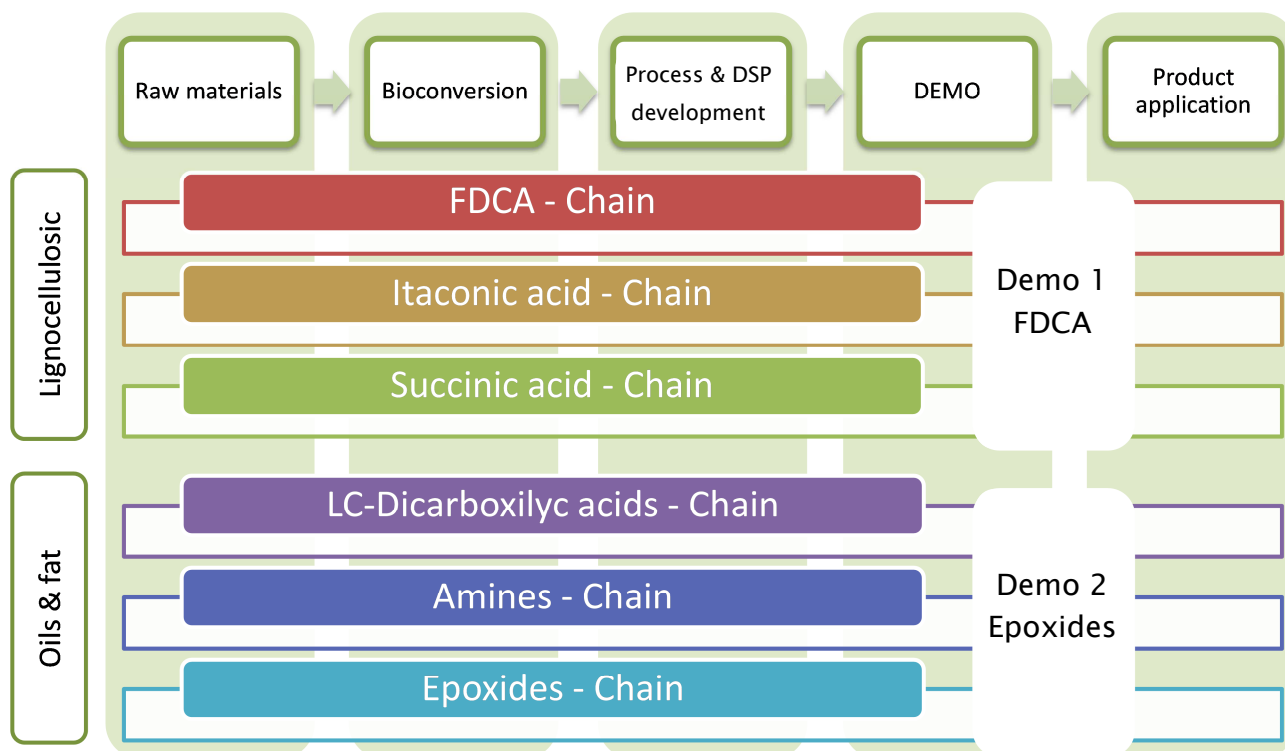 Raw materials
Bioconversion
Process & DSP
development
DEMO
Product
application
Lignocellulosic
FDCA - Chain
Itaconic acid - Chain
Succinic acid - Chain
Demo 1
FDCA
Oils & fat
LC-Dicarboxilyc acids - Chain
Amines - Chain
Epoxides - Chain
Demo 2
Epoxides